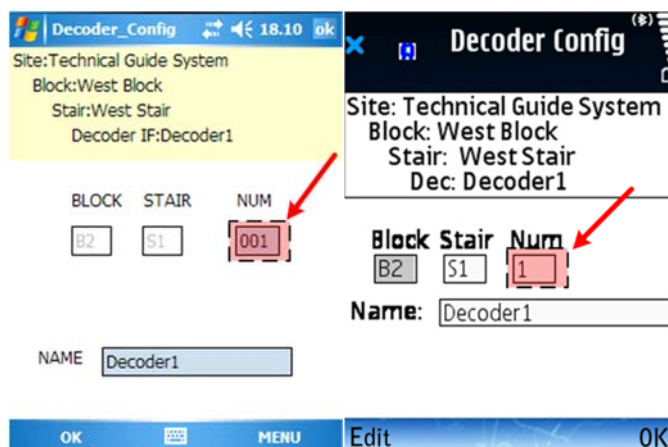 Decoder_Config 18.10 ok
Site:Technical Guide System
Block:West Block
Stair:West Stair
Decoder IF:Decoder1
BLOCK STAIR NUM
B2 S1 001
NAME Decoder1
OK MENU
Decoder Config
Site: Technical Guide System
Block: West Block
Stair: West Stair
Dec: Decoder1
Block Stair Num
B2 S1 1
Name: Decoder1
Edit OK